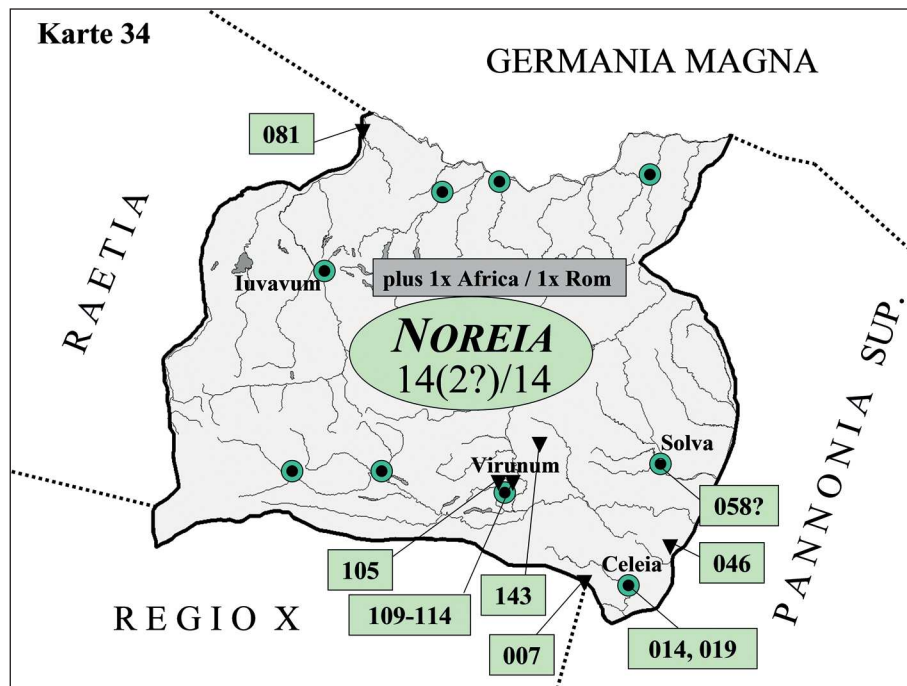 Karte 34
GERMANIA MAGNA
081
RAETIA
Iuvavum
plus 1x Africa / 1x Rom
NOREIA
14(2?)/14
PANNONIA SUP.
Solva
Virunum
058?
046
105
Celeia
109-114
143
REGIO X
007
014, 019